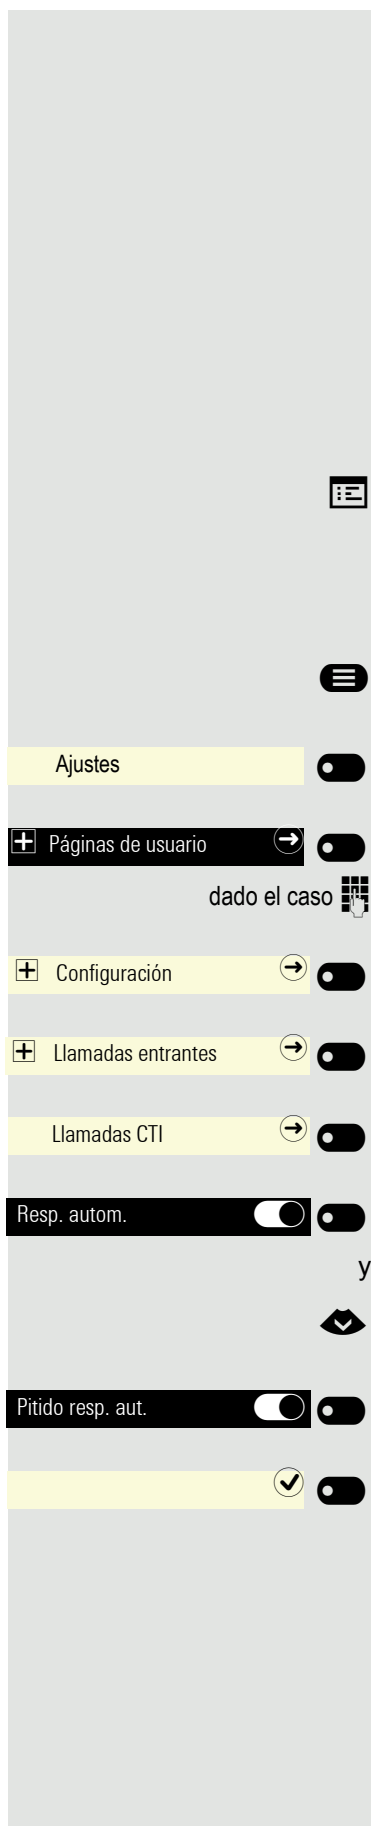 Ajustes
Páginas de usuario
dado el caso
Configuración
Llamadas entrantes
Llamadas CTI
Resp. autom.
y
Pitido resp. aut.